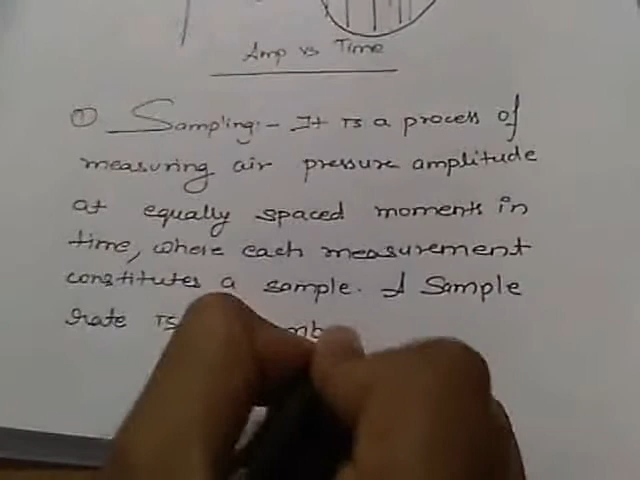 Amp vs Time
① Sampling:- It is a process of
measuring air pressure amplitude
at equally spaced moments in
time, where each measurement
constitutes a sample. A Sample
rate is